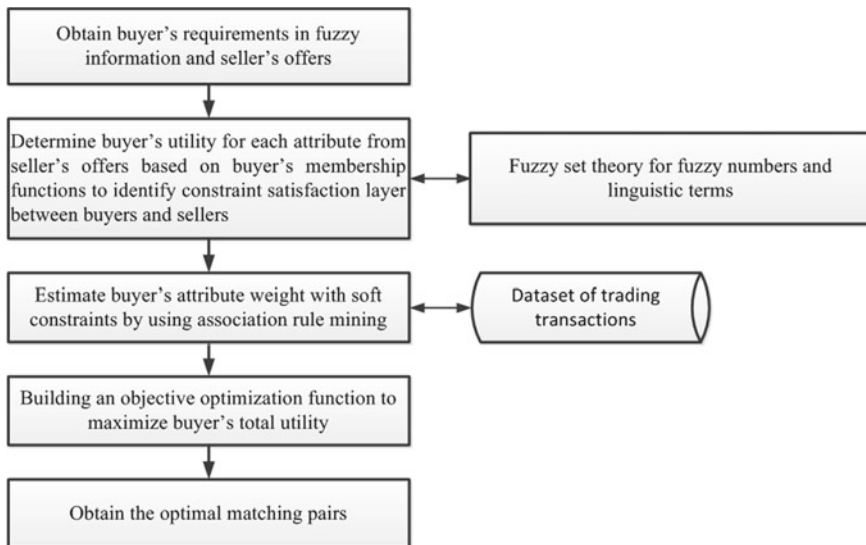 Obtain buyer's requirements in fuzzy
information and seller's offers
Determine buyer's utility for each attribute from
seller's offers based on buyer's membership
functions to identify constraint satisfaction layer
between buyers and sellers
Fuzzy set theory for fuzzy numbers and
linguistic terms
Estimate buyer's attribute weight with soft
constraints by using association rule mining
Dataset of trading
transactions
Building an objective optimization function to
maximize buyer's total utility
Obtain the optimal matching pairs